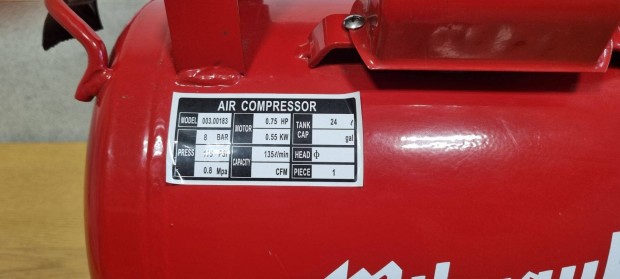 AIR COMPRESSOR
MODEL 003.00183 MOTOR 0.75 HP TANK CAP 24 ℓ
PRESS 8 BAR 0.55 KW gal
PSI CAPACITY 135ℓ/min HEAD ϕ
0.8 Mpa CFM PIECE 1